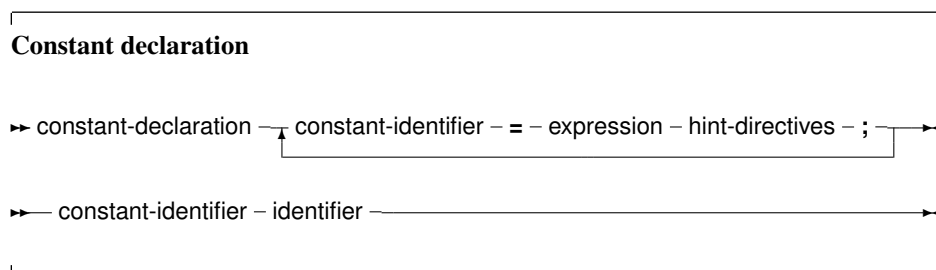 Constant declaration
constant-declaration constant-identifier = expression hint-directives ;
constant-identifier identifier